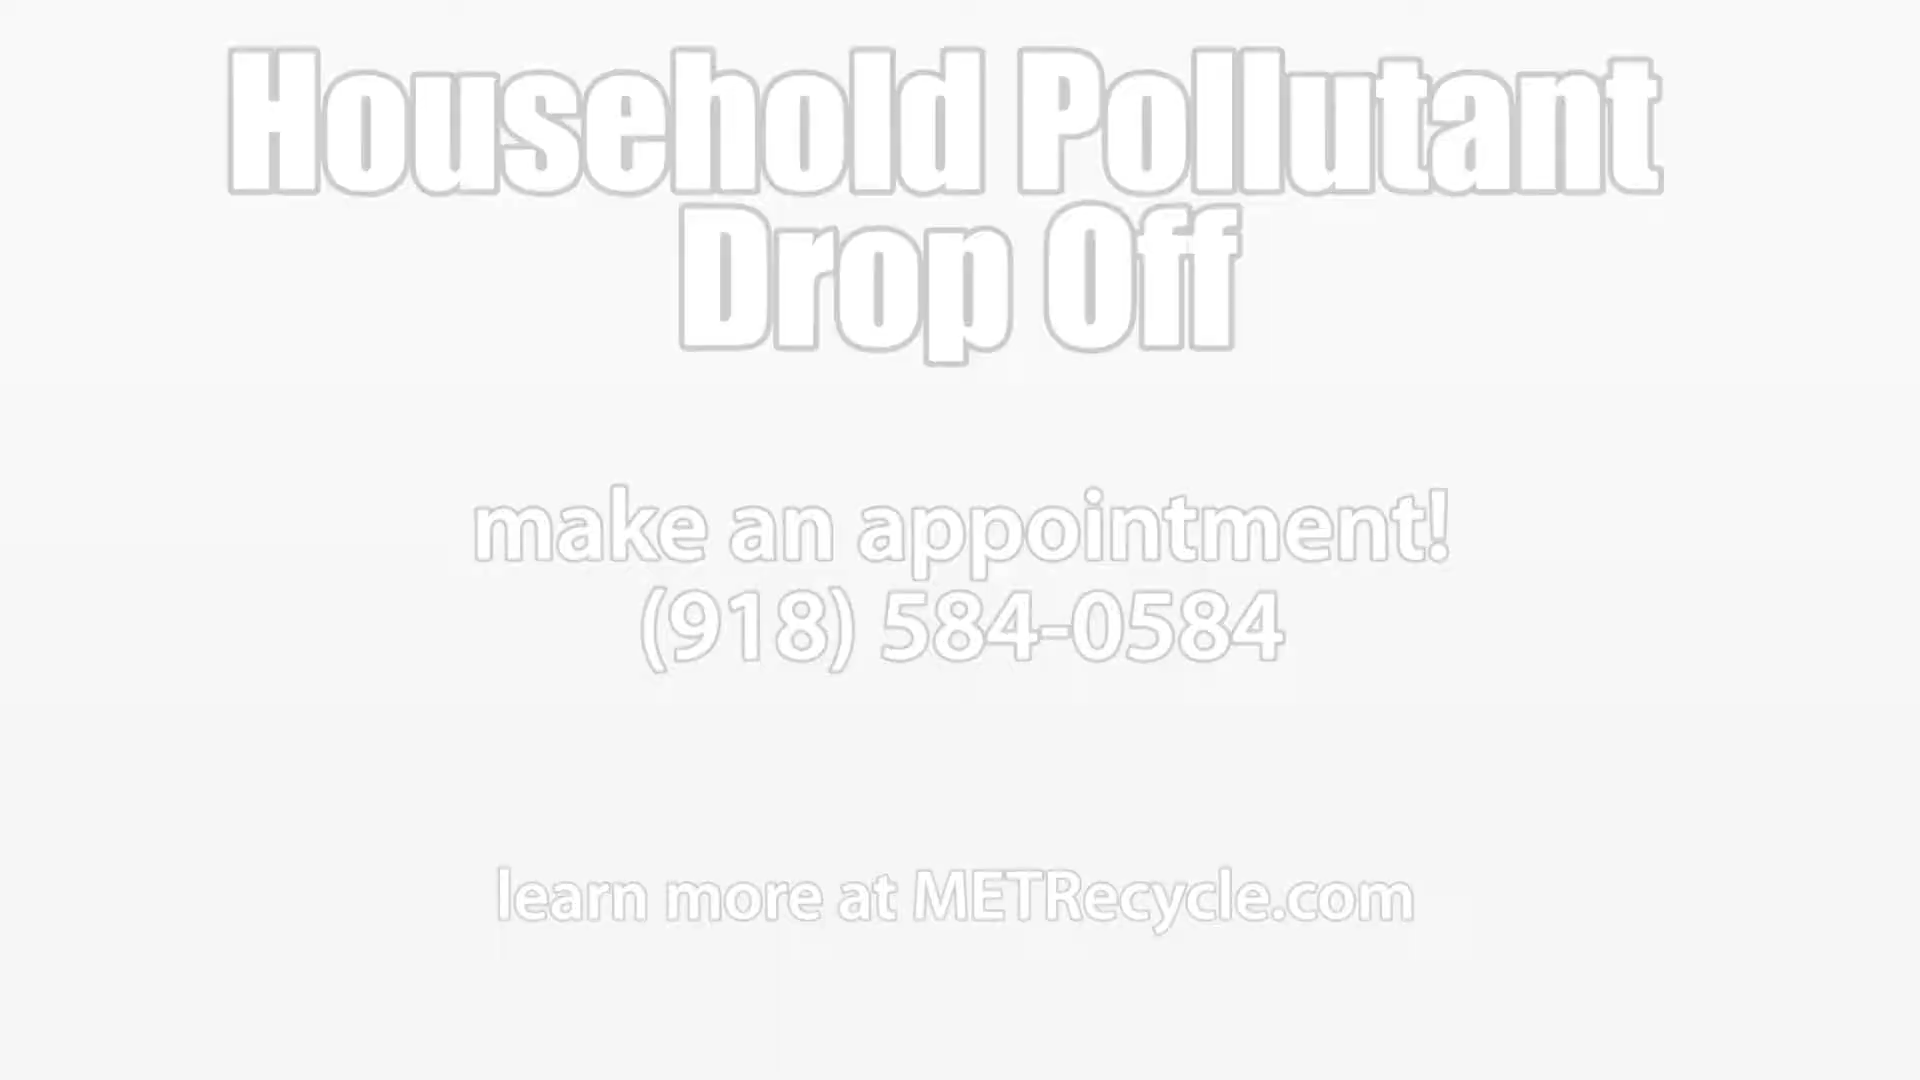 Household Pollutant
Drop Off
make an appointment!
(918) 584-0584
learn more at METRecycle.com